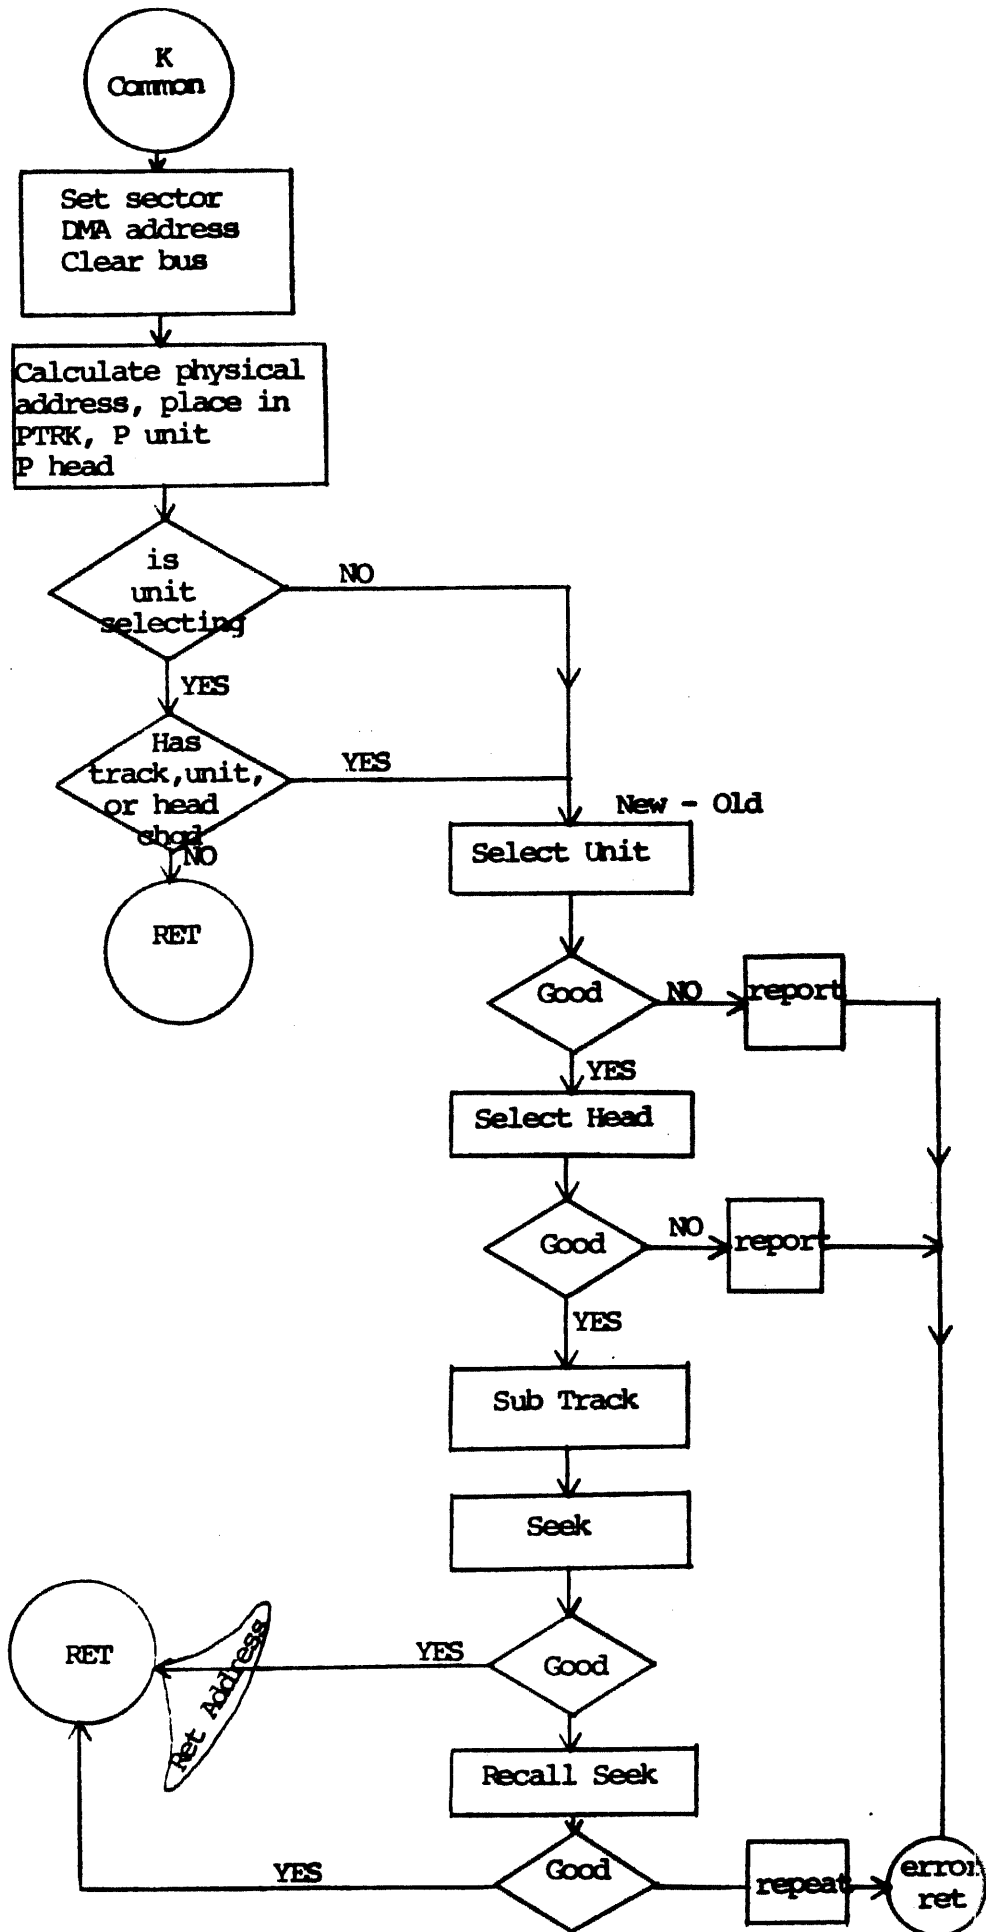 K
Common
Set sector
DMA address
Clear bus
Calculate physical
address, place in
PTRK, P unit
P head
is
unit
selecting
NO
YES
Has
track,unit,
or head
chgd
YES
NO
RET
New - Old
Select Unit
Good
NO
report
YES
Select Head
Good
NO
report
YES
Sub Track
Seek
Good
YES
RET
Ret Address
Recall Seek
Good
YES
repeat
error
ret